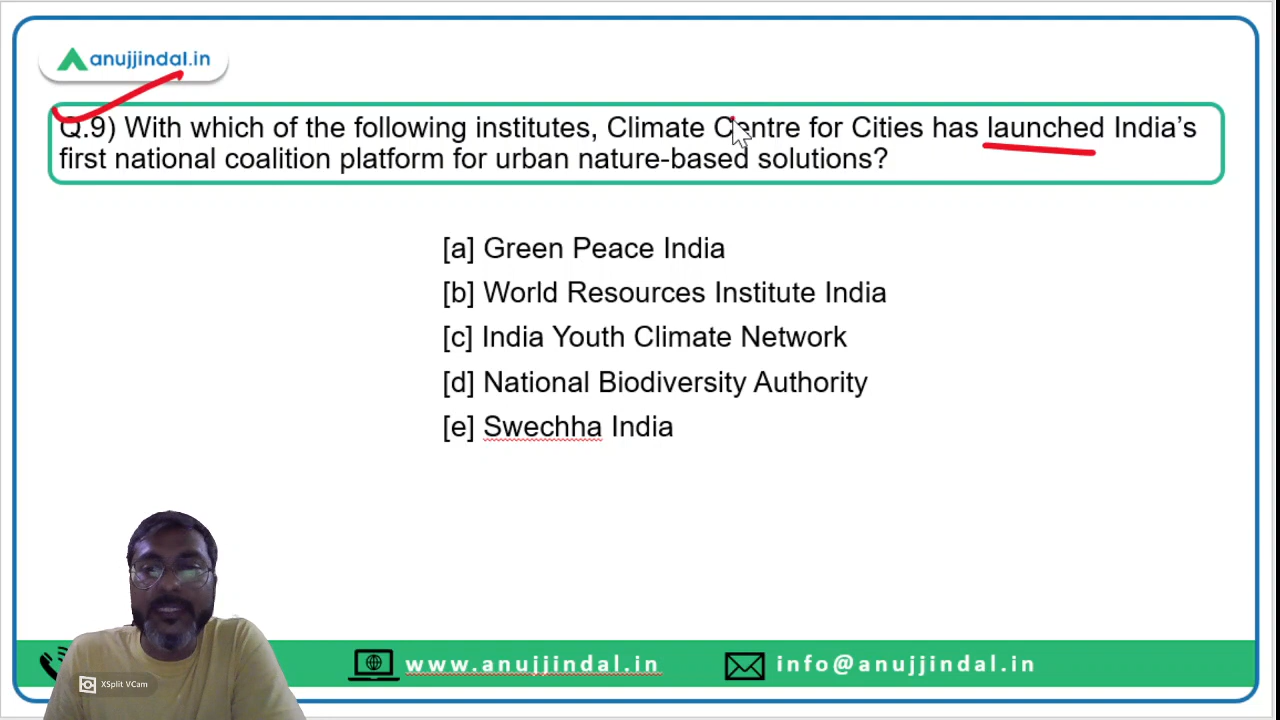 anujjindal.in
Q.9) With which of the following institutes, Climate Centre for Cities has launched India's
first national coalition platform for urban nature-based solutions?
[a] Green Peace India
[b] World Resources Institute India
[c] India Youth Climate Network
[d] National Biodiversity Authority
[e] Swechha India
www.anujjindal.in
info@anujjindal.in
XSplit VCam